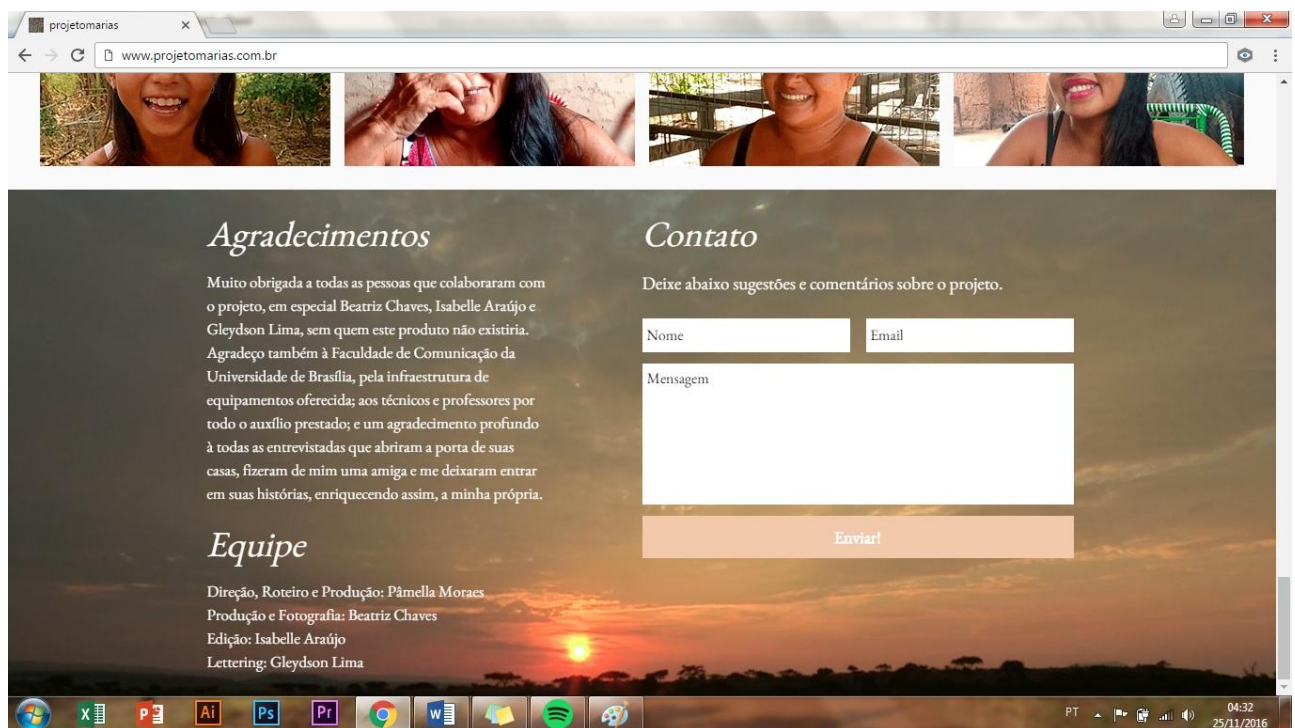 projetomarias
www.projetomarias.com.br
Agradecimentos
Muito obrigada a todas as pessoas que colaboraram com
o projeto, em especial Beatriz Chaves, Isabelle Araújo e
Gleydson Lima, sem quem este produto não existiria.
Agradeço também à Faculdade de Comunicação da
Universidade de Brasília, pela infraestrutura de
equipamentos oferecida; aos técnicos e professores por
todo o auxílio prestado; e um agradecimento profundo
à todas as entrevistadas que abriram a porta de suas
casas, fizeram de mim uma amiga e me deixaram entrar
em suas histórias, enriquecendo assim, a minha própria.
Equipe
Direção, Roteiro e Produção: Pâmella Moraes
Produção e Fotografia: Beatriz Chaves
Edição: Isabelle Araújo
Lettering: Gleydson Lima
Contato
Deixe abaixo sugestões e comentários sobre o projeto.
Nome
Email
Mensagem
Enviar!
Ai
Ps
Pr
PT
04:32
25/11/2016